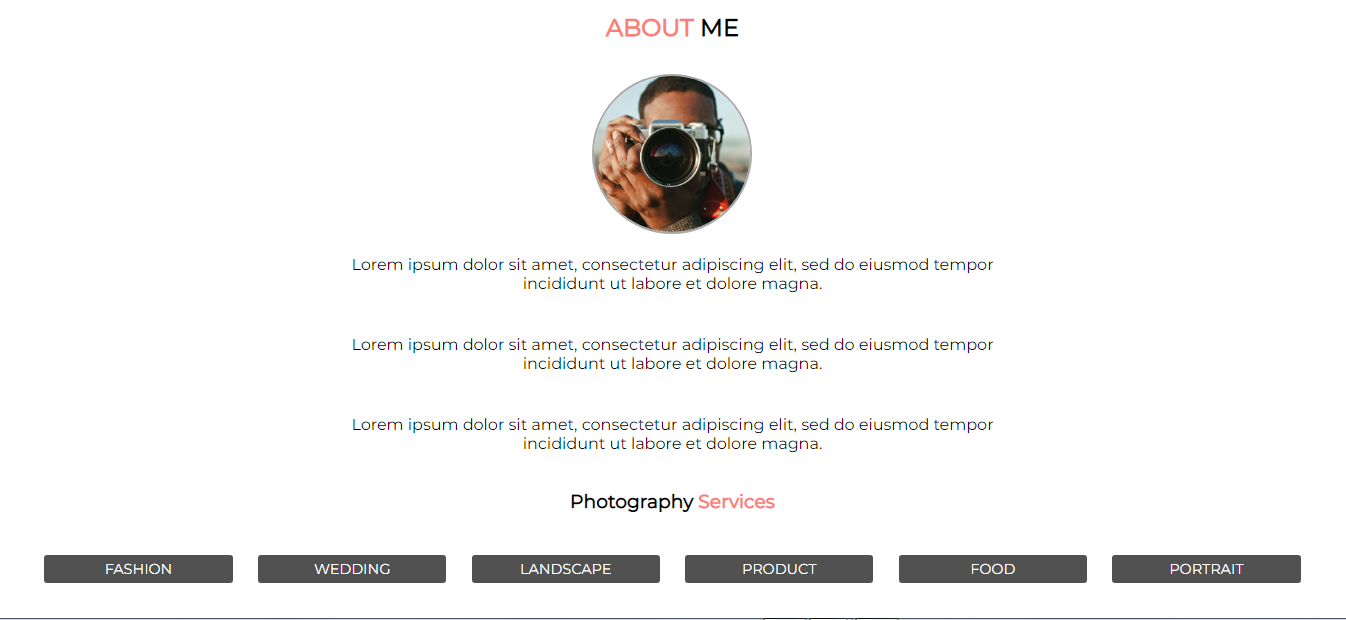 ABOUT ME
Lorem ipsum dolor sit amet, consectetur adipiscing elit, sed do eiusmod tempor
incididunt ut labore et dolore magna.
Lorem ipsum dolor sit amet, consectetur adipiscing elit, sed do eiusmod tempor
incididunt ut labore et dolore magna.
Lorem ipsum dolor sit amet, consectetur adipiscing elit, sed do eiusmod tempor
incididunt ut labore et dolore magna.
Photography Services
FASHION WEDDING LANDSCAPE PRODUCT FOOD PORTRAIT